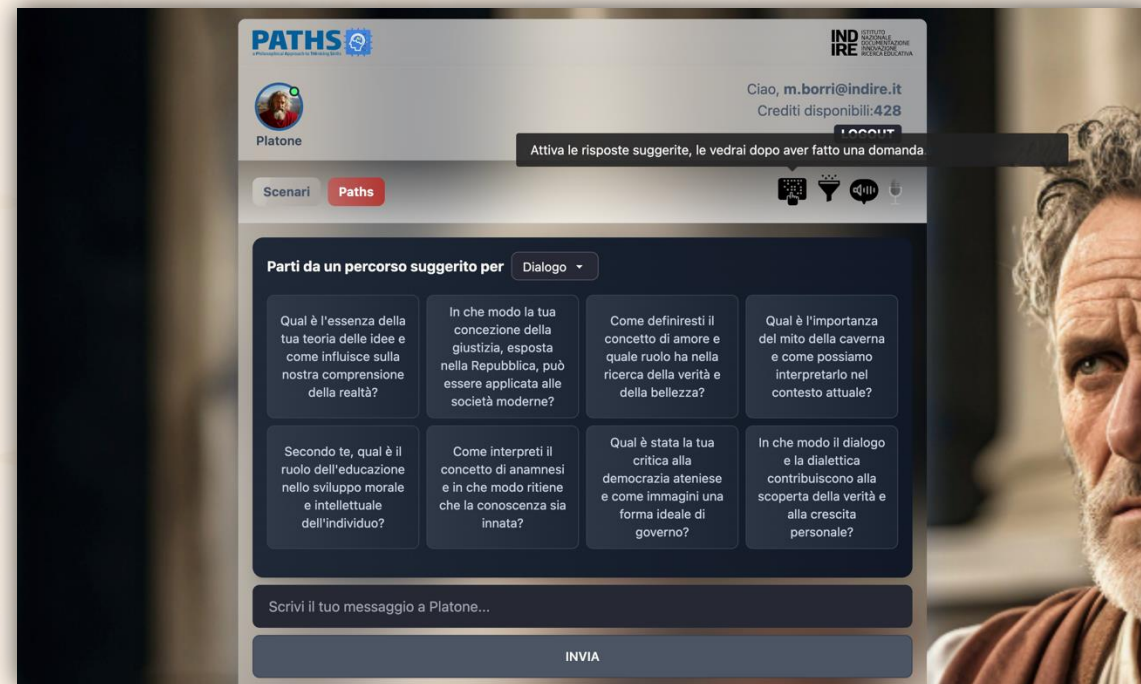 PATHS
a Philosophical Approach to Thinking Skills
IND
IRE
ISTITUTO
NAZIONALE
DOCUMENTAZIONE
INNOVAZIONE
RICERCA EDUCATIVA
Ciao, m.borri@indire.it
Crediti disponibili:428
LOGOUT
Platone
Attiva le risposte suggerite, le vedrai dopo aver fatto una domanda.
Scenari
Paths
Parti da un percorso suggerito per Dialogo
Qual è l'essenza della
tua teoria delle idee e
come influisce sulla
nostra comprensione
della realtà?
In che modo la tua
concezione della
giustizia, esposta
nella Repubblica, può
essere applicata alle
società moderne?
Come definiresti il
concetto di amore e
quale ruolo ha nella
ricerca della verità e
della bellezza?
Qual è l'importanza
del mito della caverna
e come possiamo
interpretarlo nel
contesto attuale?
Secondo te, qual è il
ruolo dell'educazione
nello sviluppo morale
e intellettuale
dell'individuo?
Come interpreti il
concetto di anamnesi
e in che modo ritiene
che la conoscenza sia
innata?
Qual è stata la tua
critica alla
democrazia ateniese
e come immagini una
forma ideale di
governo?
In che modo il dialogo
e la dialettica
contribuiscono alla
scoperta della verità e
alla crescita
personale?
Scrivi il tuo messaggio a Platone...
INVIA